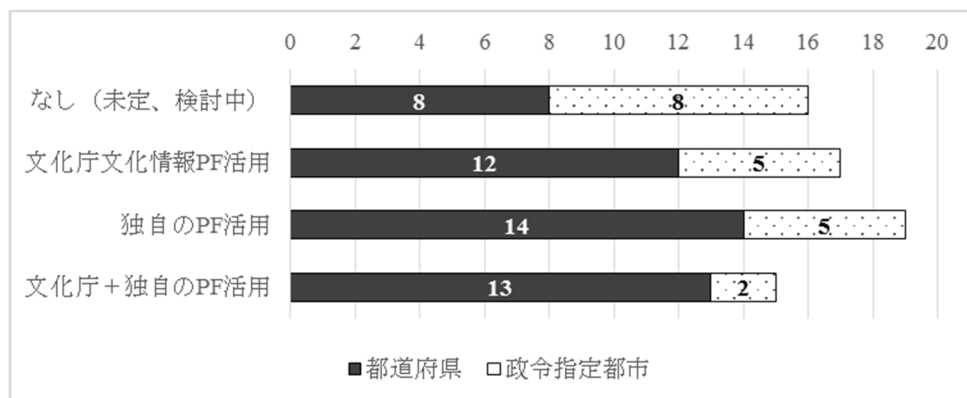 0 2 4 6 8 10 12 14 16 18 20
なし（未定、検討中） 8 8
文化庁文化情報PF活用 12 5
独自のPF活用 14 5
文化庁＋独自のPF活用 13 2
■都道府県 □政令指定都市